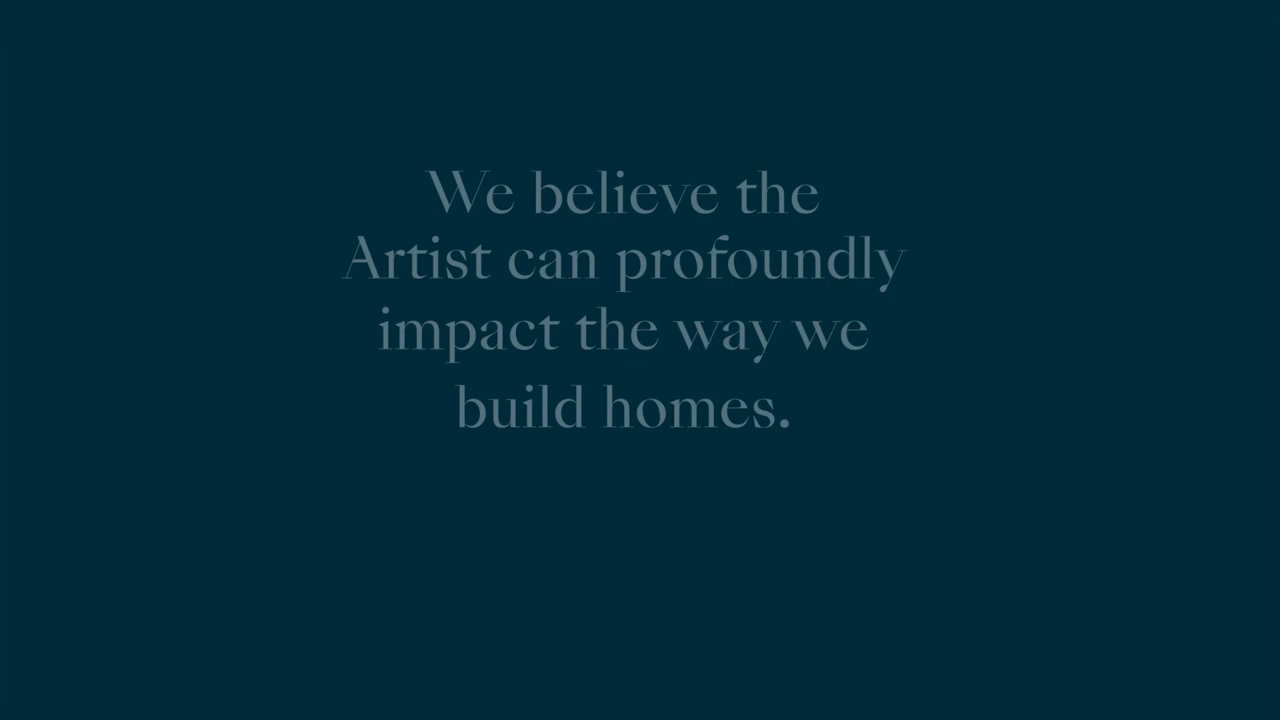 We believe the
Artist can profoundly
impact the way we
build homes.